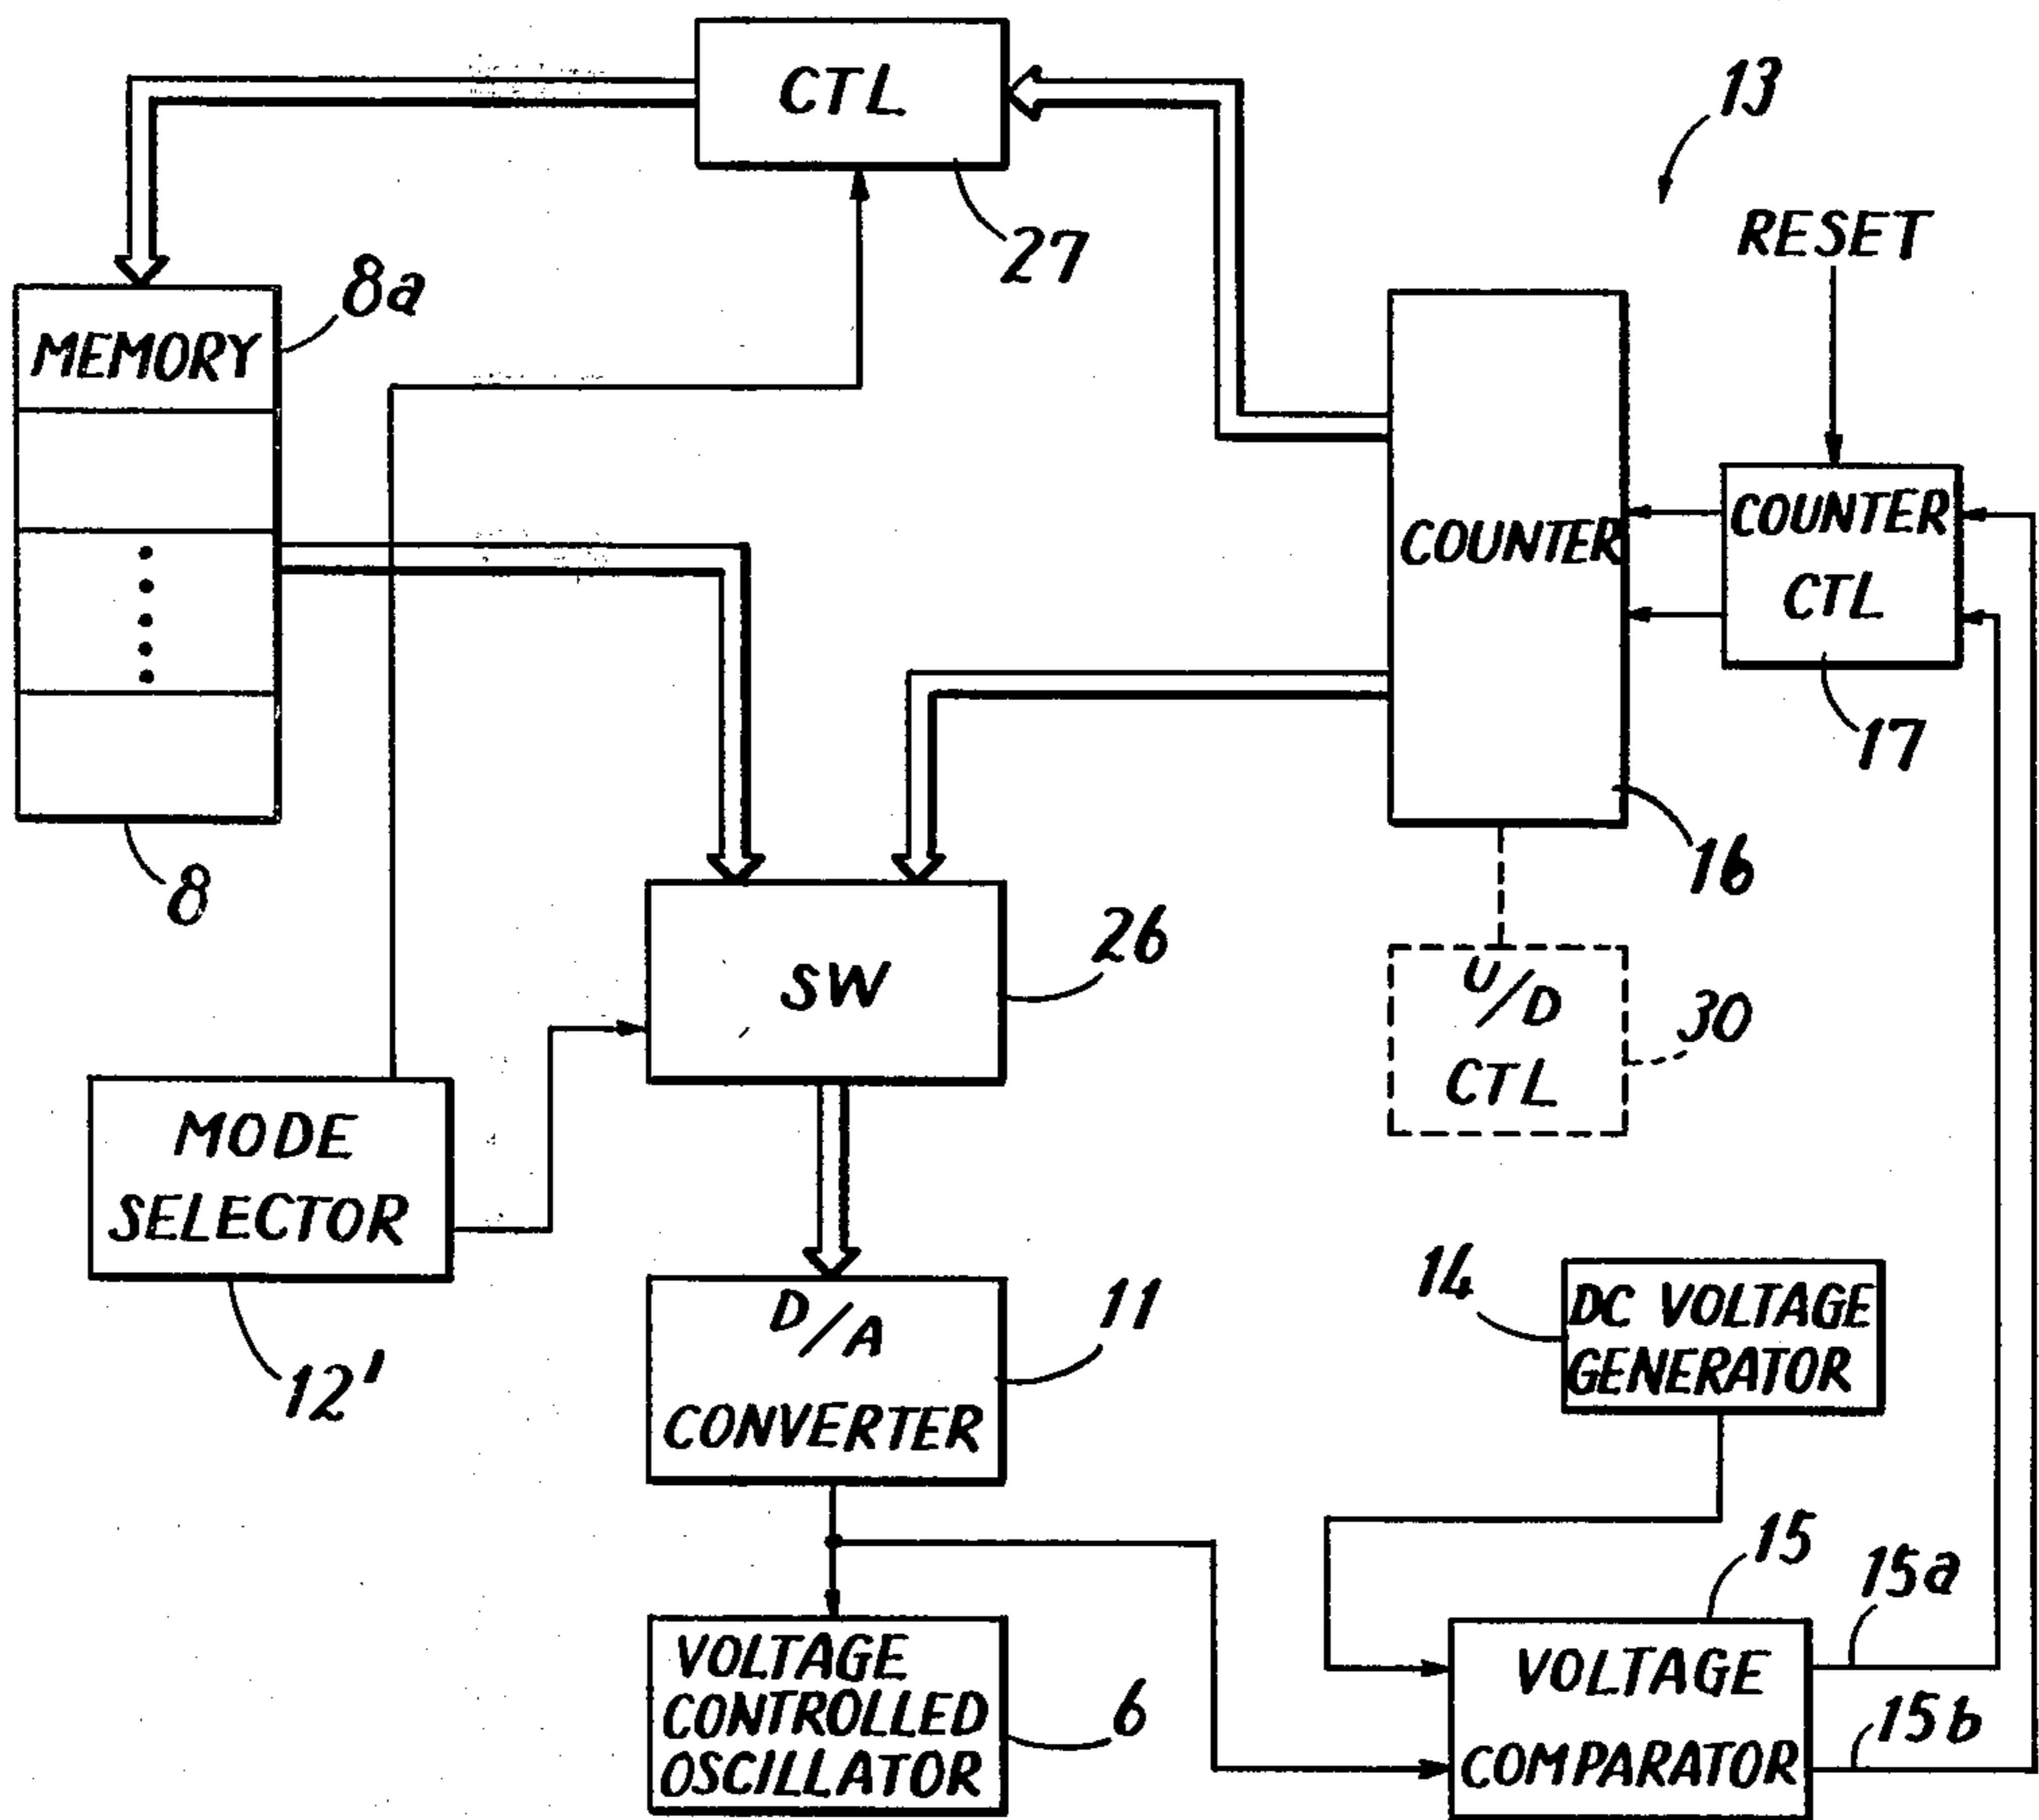 CTL
27
13
RESET
8a
MEMORY
8
COUNTER
16
COUNTER
CTL
17
SW
26
U/D
CTL
30
MODE
SELECTOR
12'
D/A
CONVERTER
11
14
DC VOLTAGE
GENERATOR
VOLTAGE
CONTROLLED
OSCILLATOR
6
15
15a
15b
VOLTAGE
COMPARATOR